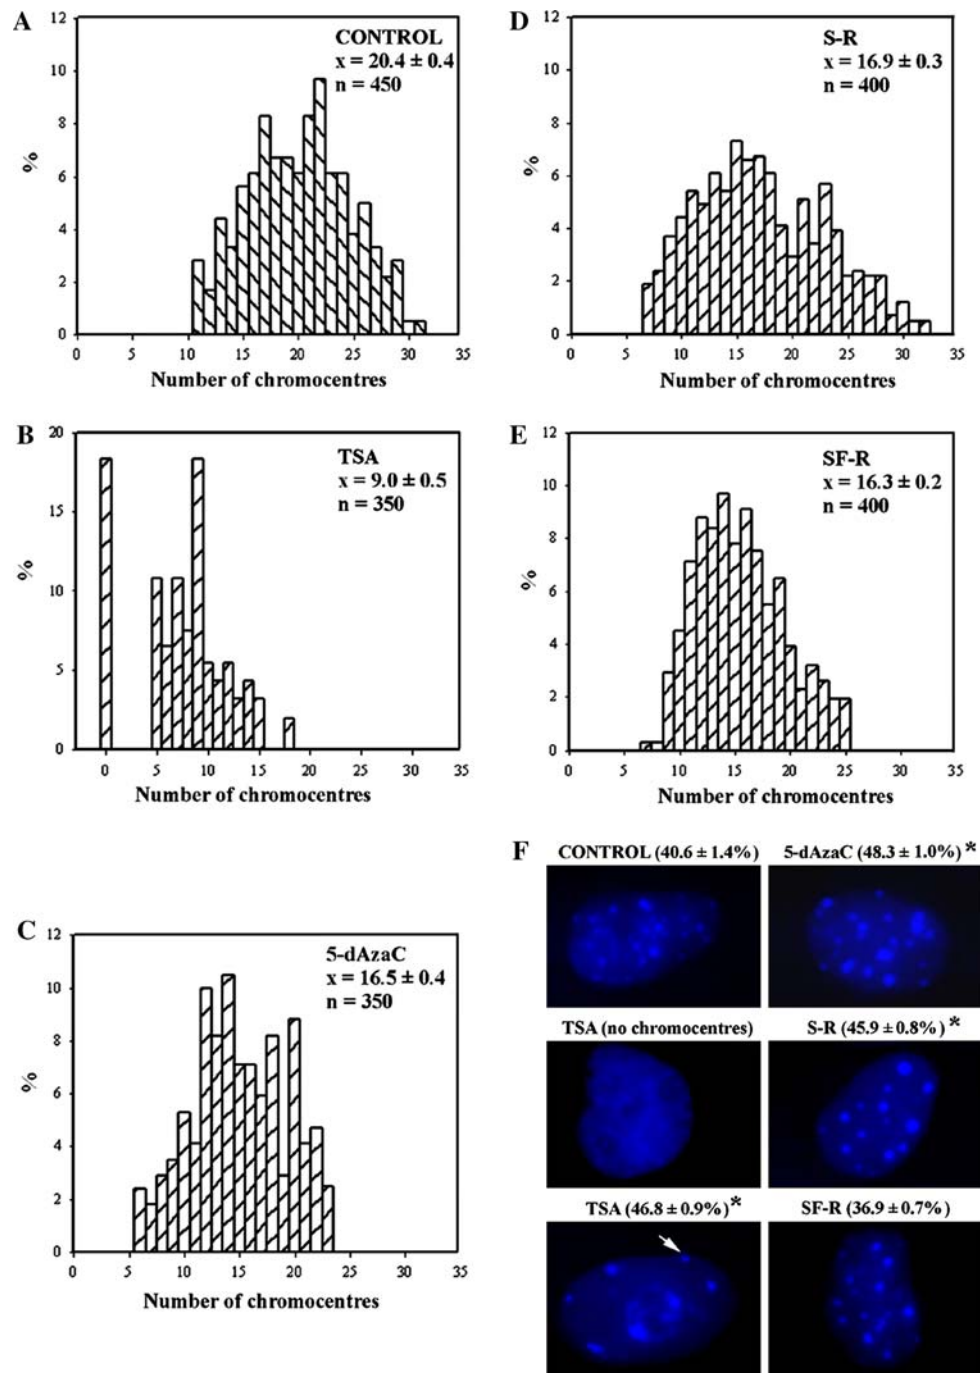 A
CONTROL
x = 20.4 ± 0.4
n = 450
12
10
8
6
4
2
0
%
0 5 10 15 20 25 30 35
Number of chromocentres
B
TSA
x = 9.0 ± 0.5
n = 350
20
15
10
5
0
%
0 5 10 15 20 25 30 35
Number of chromocentres
C
5-dAzaC
x = 16.5 ± 0.4
n = 350
12
10
8
6
4
2
0
%
0 5 10 15 20 25 30 35
Number of chromocentres
D
S-R
x = 16.9 ± 0.3
n = 400
12
10
8
6
4
2
0
%
0 5 10 15 20 25 30 35
Number of chromocentres
E
SF-R
x = 16.3 ± 0.2
n = 400
12
10
8
6
4
2
0
%
0 5 10 15 20 25 30 35
Number of chromocentres
F
CONTROL (40.6 ± 1.4%)
5-dAzaC (48.3 ± 1.0%) *
TSA (no chromocentres)
S-R (45.9 ± 0.8%) *
TSA (46.8 ± 0.9%) *
SF-R (36.9 ± 0.7%)